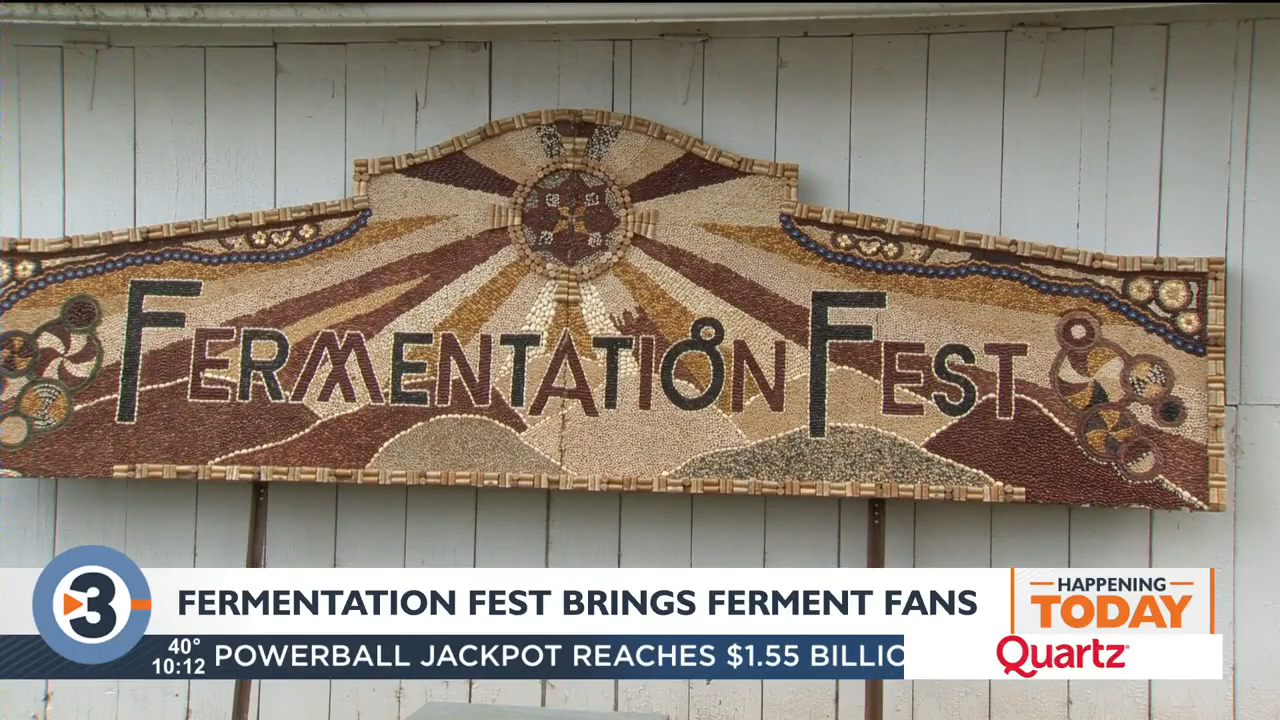 FERMENTATION FEST
3
FERMENTATION FEST BRINGS FERMENT FANS
HAPPENING
TODAY
40°
10:12
POWERBALL JACKPOT REACHES $1.55 BILLIO
Quartz